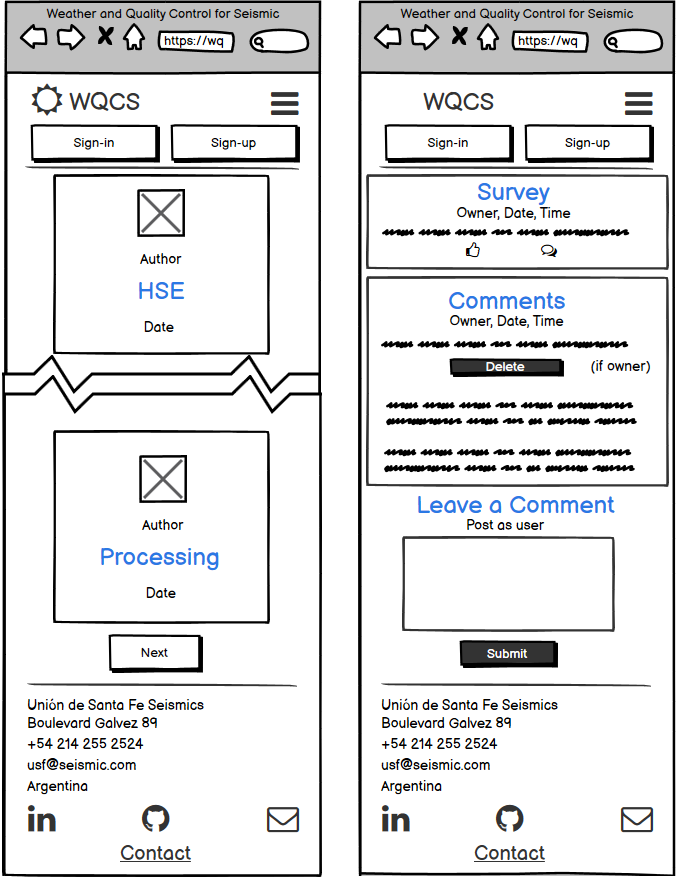 Weather and Quality Control for Seismic
https://wq
WQCS
Sign-in Sign-up
Author
HSE
Date
Author
Processing
Date
Next
Unión de Santa Fe Seismics
Boulevard Galvez 89
+54 214 255 2524
usf@seismic.com
Argentina
in
Contact
Weather and Quality Control for Seismic
https://wq
WQCS
Sign-in Sign-up
Survey
Owner, Date, Time
Comments
Owner, Date, Time
Delete (if owner)
Leave a Comment
Post as user
Submit
Unión de Santa Fe Seismics
Boulevard Galvez 89
+54 214 255 2524
usf@seismic.com
Argentina
in
Contact